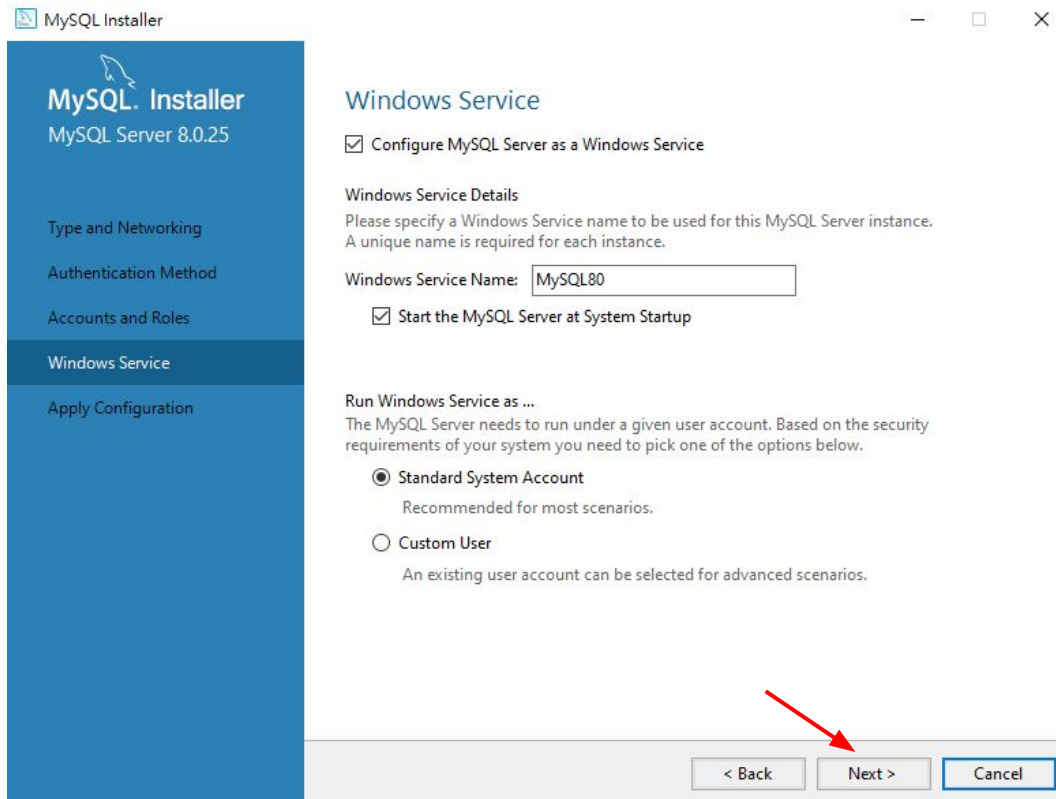 MySQL Installer
MySQL. Installer
MySQL Server 8.0.25
Type and Networking
Authentication Method
Accounts and Roles
Windows Service
Apply Configuration
Windows Service
Configure MySQL Server as a Windows Service
Windows Service Details
Please specify a Windows Service name to be used for this MySQL Server instance.
A unique name is required for each instance.
Windows Service Name: MySQL80
Start the MySQL Server at System Startup
Run Windows Service as ...
The MySQL Server needs to run under a given user account. Based on the security
requirements of your system you need to pick one of the options below.
Standard System Account
Recommended for most scenarios.
Custom User
An existing user account can be selected for advanced scenarios.
< Back Next > Cancel